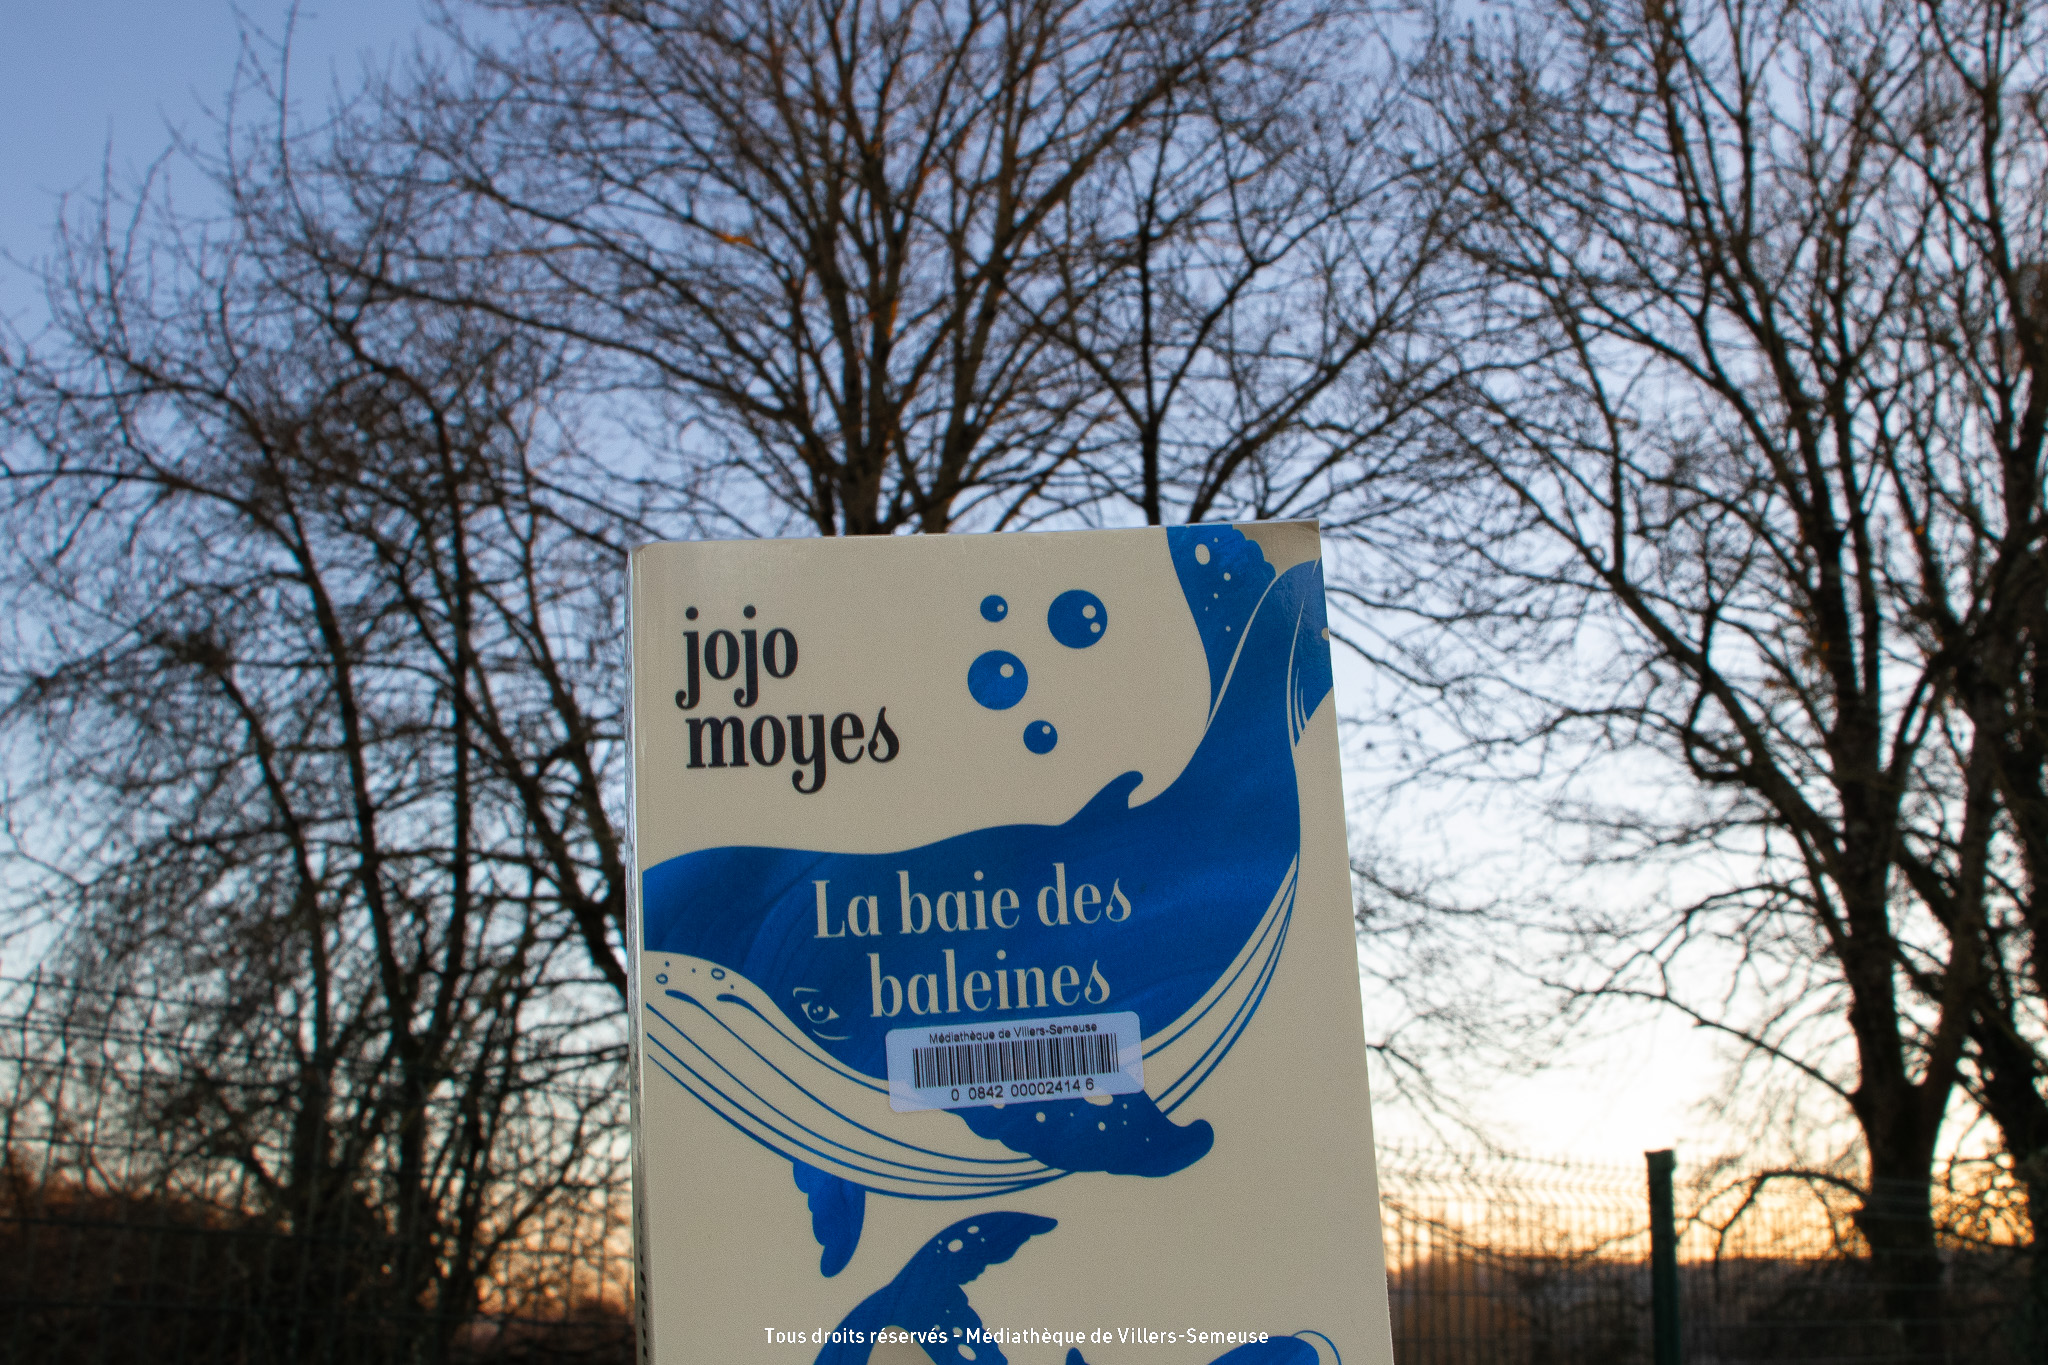 jojo
moyes
La baie des
baleines
Médiathèque de Villers-Semeuse
0 0842 00002414 6
Tous droits réservés - Médiathèque de Villers-Semeuse